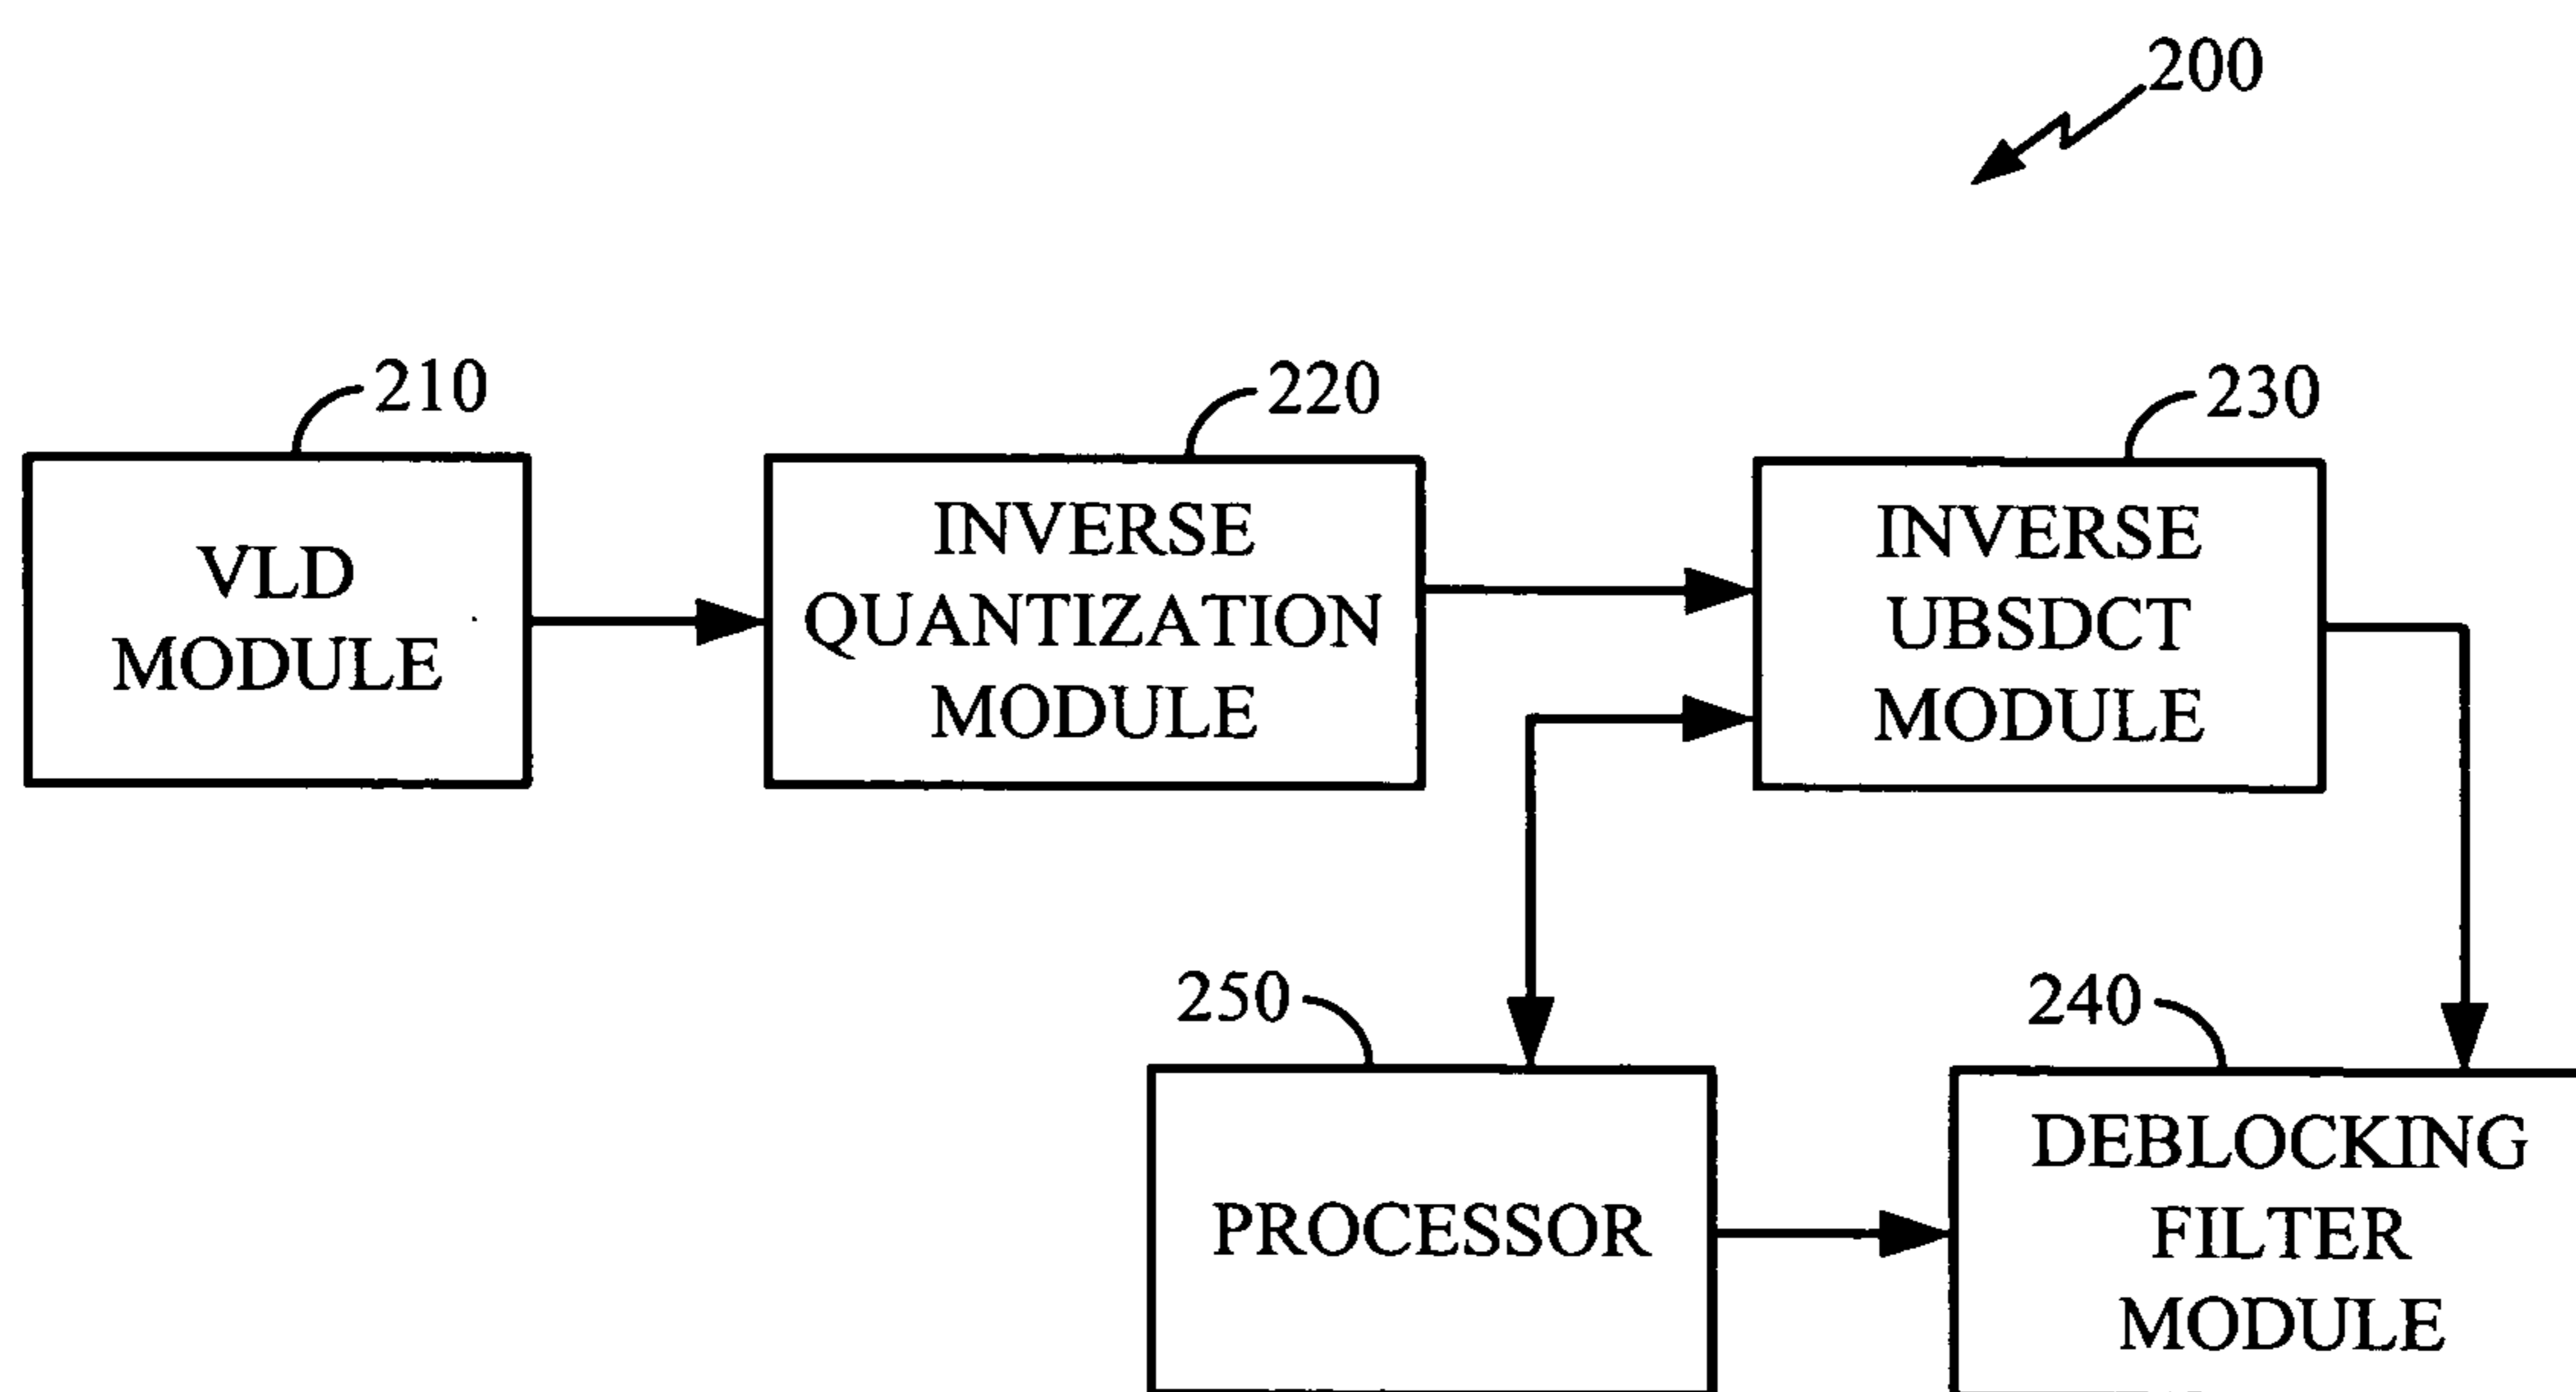 200
210
220
230
VLD
MODULE
INVERSE
QUANTIZATION
MODULE
INVERSE
UBSDCT
MODULE
250
240
PROCESSOR
DEBLOCKING
FILTER
MODULE